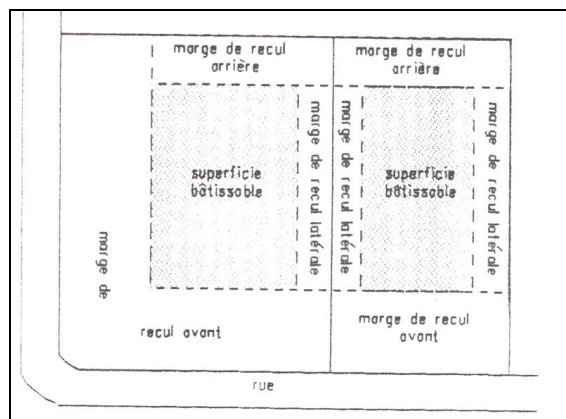 marge de recul
arrière
marge de recul
arrière
superficie
bâtissable
marge de recul latérale
marge de recul latérale
superficie
bâtissable
marge de recul latérale
marge de
recul avant
marge de recul
avant
rue